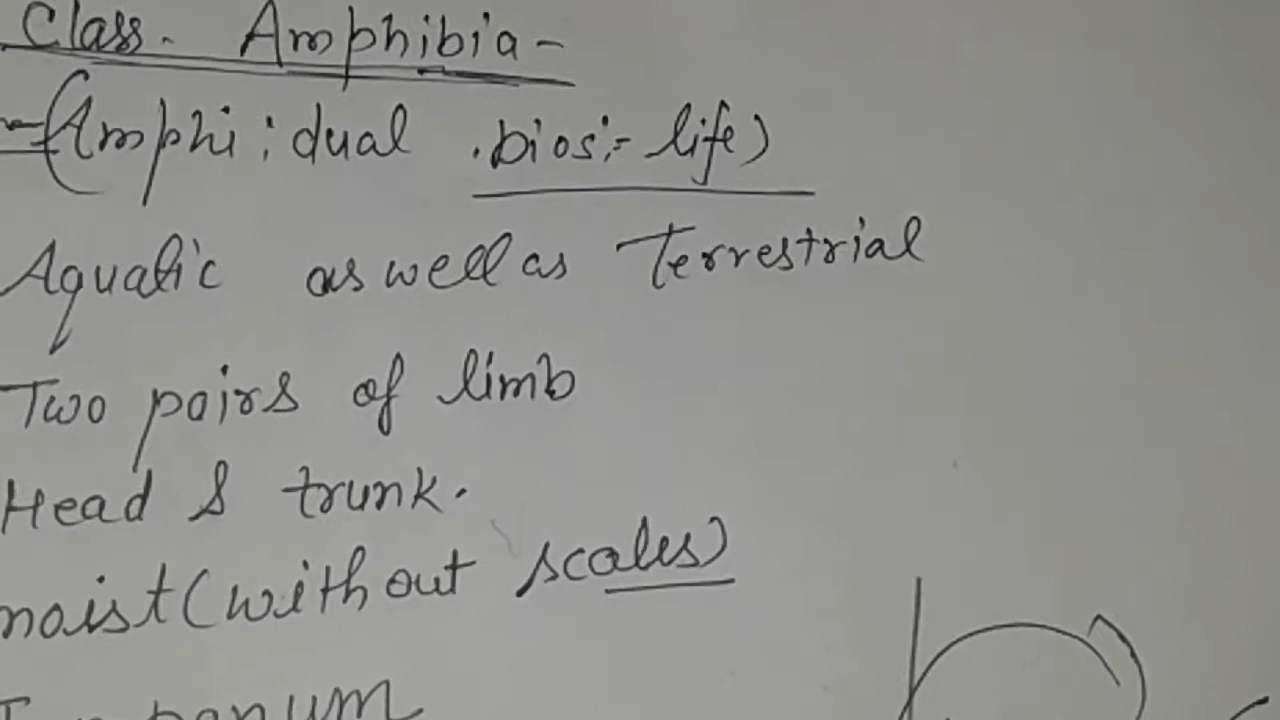 Class. Amphibia -
(Amphi : dual . bios :- life)
Aquatic as well as Terrestrial
Two pairs of limb
Head & trunk.
moist (without scales)